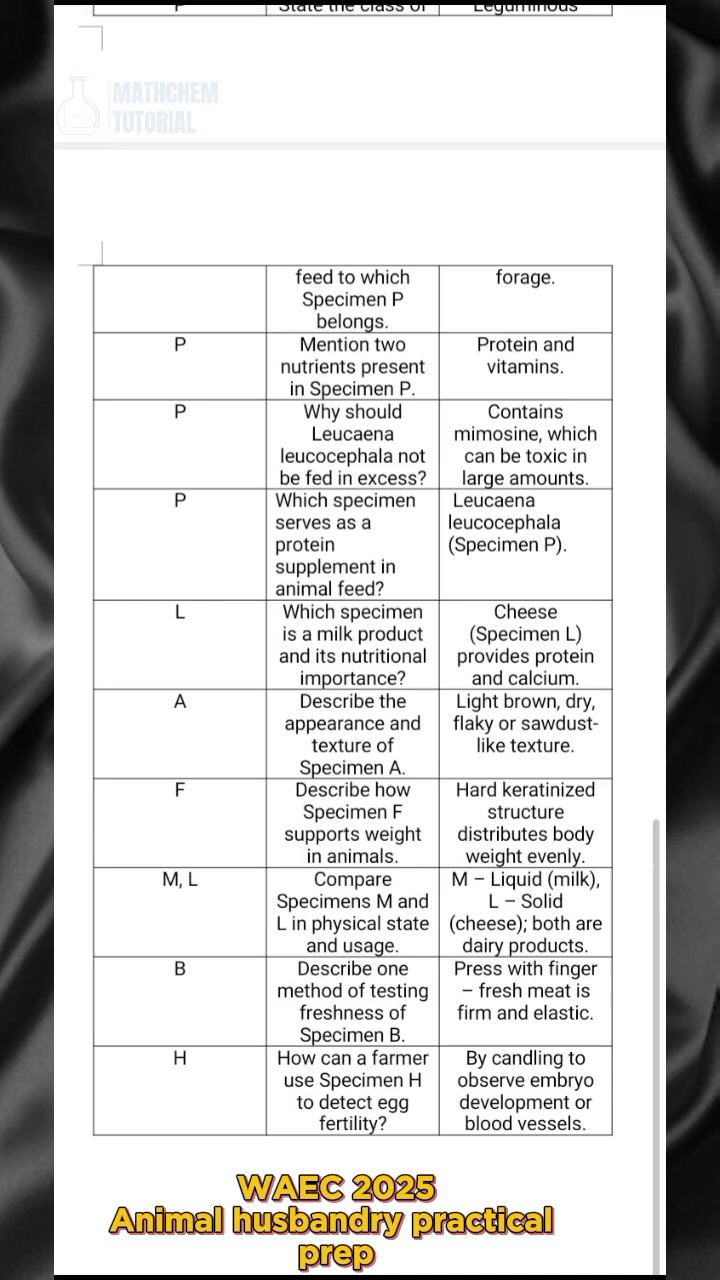 P
State the class of
Leguminous
MATHCHEM
TUTORIAL
feed to which
Specimen P
belongs.
forage.
P
Mention two
nutrients present
in Specimen P.
Protein and
vitamins.
P
Why should
Leucaena
leucocephala not
be fed in excess?
Contains
mimosine, which
can be toxic in
large amounts.
P
Which specimen
serves as a
protein
supplement in
animal feed?
Leucaena
leucocephala
(Specimen P).
L
Which specimen
is a milk product
and its nutritional
importance?
Cheese
(Specimen L)
provides protein
and calcium.
A
Describe the
appearance and
texture of
Specimen A.
Light brown, dry,
flaky or sawdust-
like texture.
F
Describe how
Specimen F
supports weight
in animals.
Hard keratinized
structure
distributes body
weight evenly.
M, L
Compare
Specimens M and
L in physical state
and usage.
M – Liquid (milk),
L – Solid
(cheese); both are
dairy products.
B
Describe one
method of testing
freshness of
Specimen B.
Press with finger
– fresh meat is
firm and elastic.
H
How can a farmer
use Specimen H
to detect egg
fertility?
By candling to
observe embryo
development or
blood vessels.
WAEC 2025
Animal husbandry practical
prep